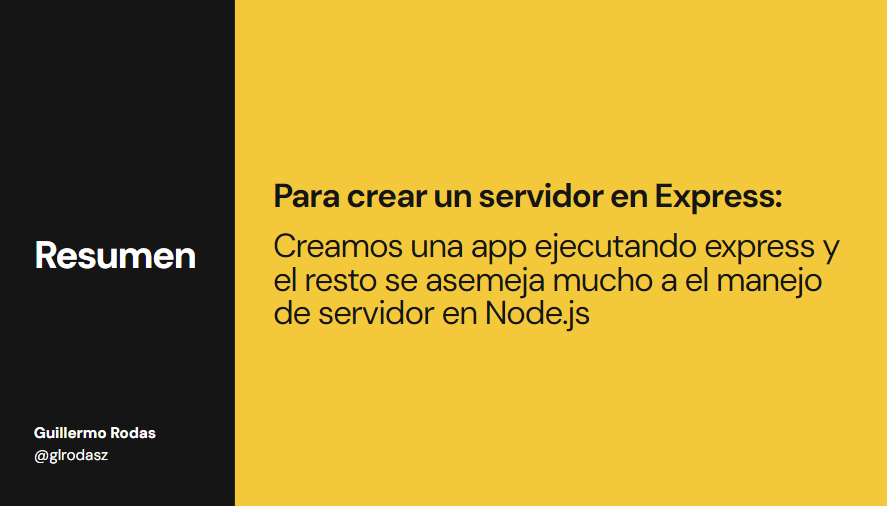 Resumen
Guillermo Rodas
@glrodasz
Para crear un servidor en Express:
Creamos una app ejecutando express y
el resto se asemeja mucho a el manejo
de servidor en Node.js